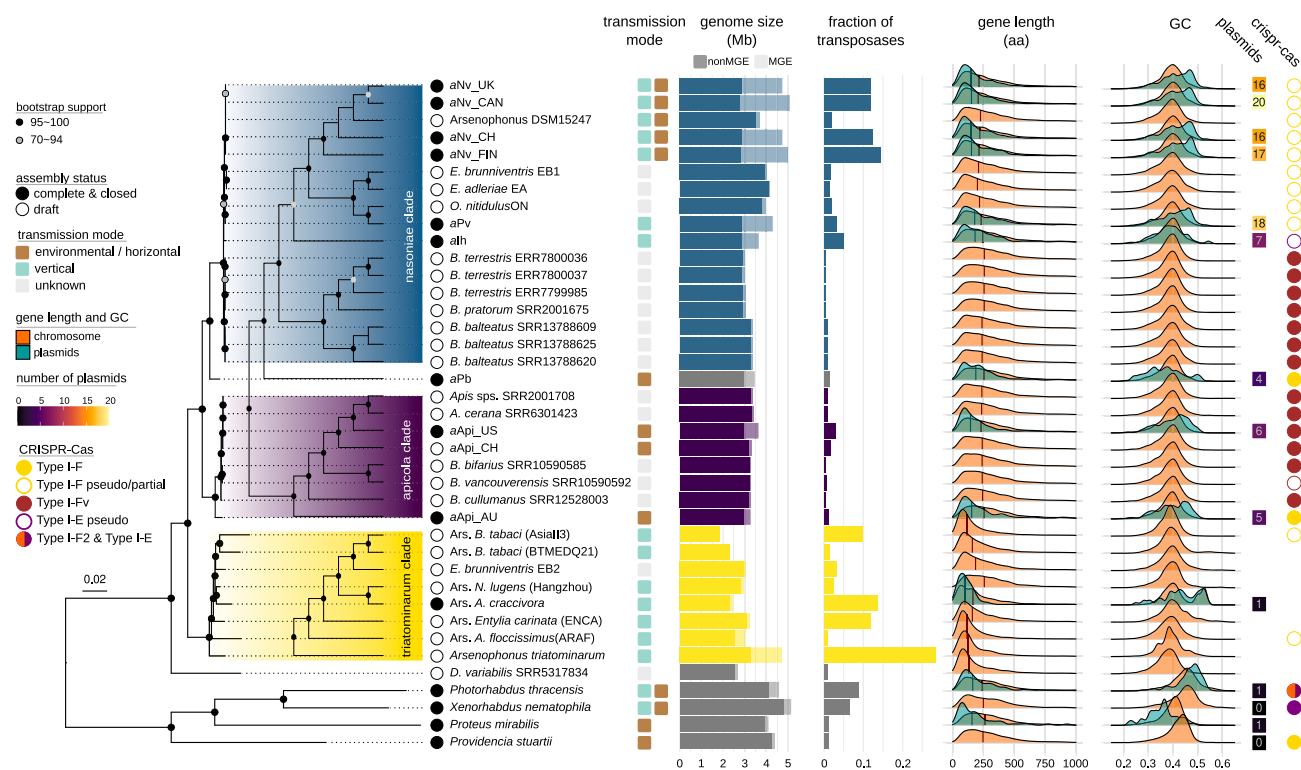 transmission mode
genome size (Mb)
fraction of transposases
gene length (aa)
GC
plasmids
crispr-cas
nonMGE
MGE
bootstrap support
95~100
70~94
assembly status
complete & closed
draft
transmission mode
environmental / horizontal
vertical
unknown
gene length and GC
chromosome
plasmids
number of plasmids
0 5 10 15 20
CRISPR-Cas
Type I-F
Type I-F pseudo/partial
Type I-Fv
Type I-E pseudo
Type I-F2 & Type I-E
0.02
nasoniae clade
apicola clade
triatominarum clade
aNv_UK 16
aNv_CAN 20
Arsenophonus DSM15247
aNv_CH 16
aNv_FIN 17
E. brunniventris EB1
E. adleriae EA
O. nitidulusON
aPv 18
aIh 7
B. terrestris ERR7800036
B. terrestris ERR7800037
B. terrestris ERR7799985
B. pratorum SRR2001675
B. balteatus SRR13788609
B. balteatus SRR13788625
B. balteatus SRR13788620
aPb 4
Apis sps. SRR2001708
A. cerana SRR6301423
aApi_US 6
aApi_CH
B. bifarius SRR10590585
B. vancouverensis SRR10590592
B. cullumanus SRR12528003
aApi_AU 5
Ars. B. tabaci (AsiaII3)
Ars. B. tabaci (BTMEDQ21)
E. brunniventris EB2
Ars. N. lugens (Hangzhou)
Ars. A. craccivora 1
Ars. Entylia carinata (ENCA)
Ars. A. floccissimus(ARAF)
Arsenophonus triatominarum
D. variabilis SRR5317834
Photorhabdus thracensis 1
Xenorhabdus nematophila 0
Proteus mirabilis 1
Providencia stuartii 0
0 1 2 3 4 5
0 0.1 0.2
0 250 500 750 1000
0.2 0.3 0.4 0.5 0.6